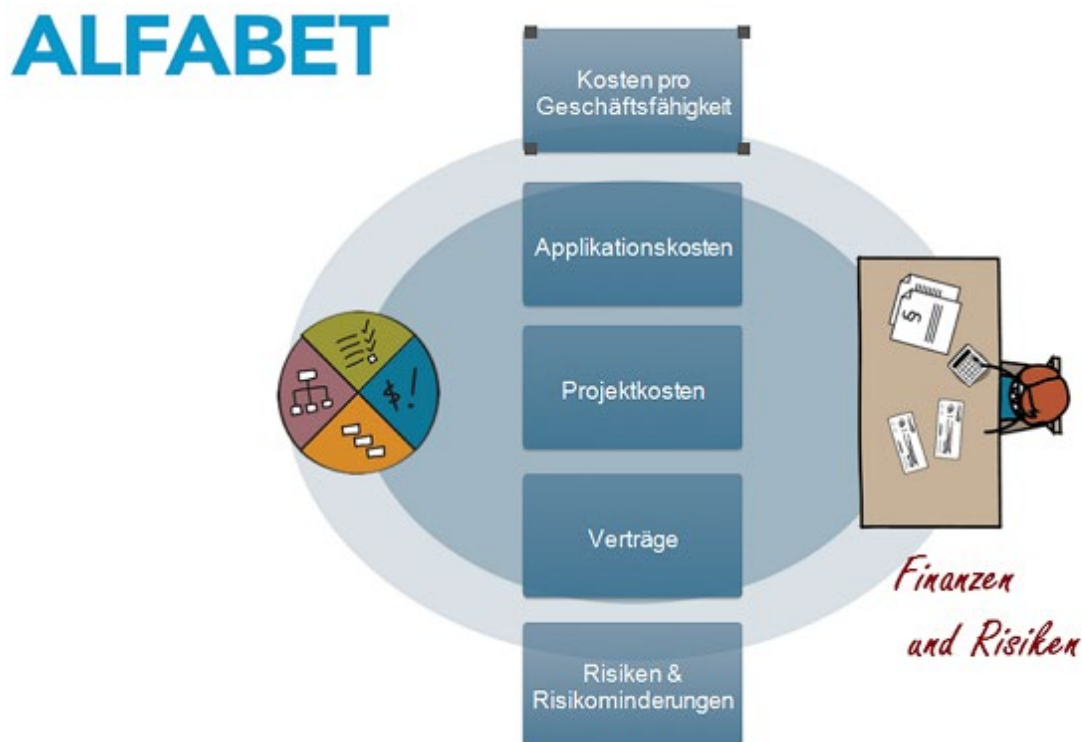 ALFABET
Kosten pro
Geschäftsfähigkeit
Applikationskosten
Projektkosten
Verträge
Risiken &
Risikominderungen
$!
§
Finanzen
und Risiken